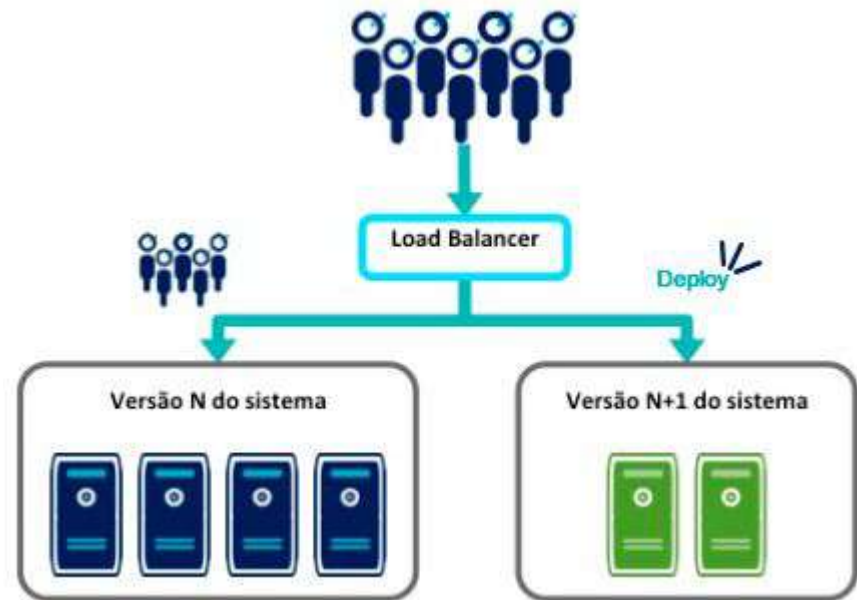 Load Balancer
Deploy
Versão N do sistema
Versão N+1 do sistema